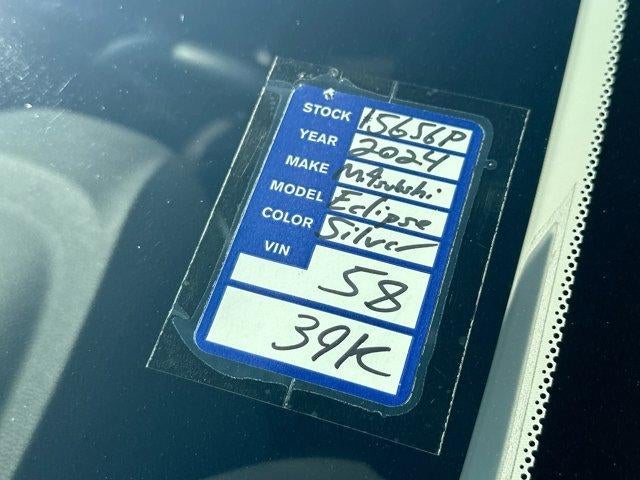 STOCK 15656P
YEAR 2024
MAKE Mitsubishi
MODEL Eclipse
COLOR Silver
VIN
58
39K